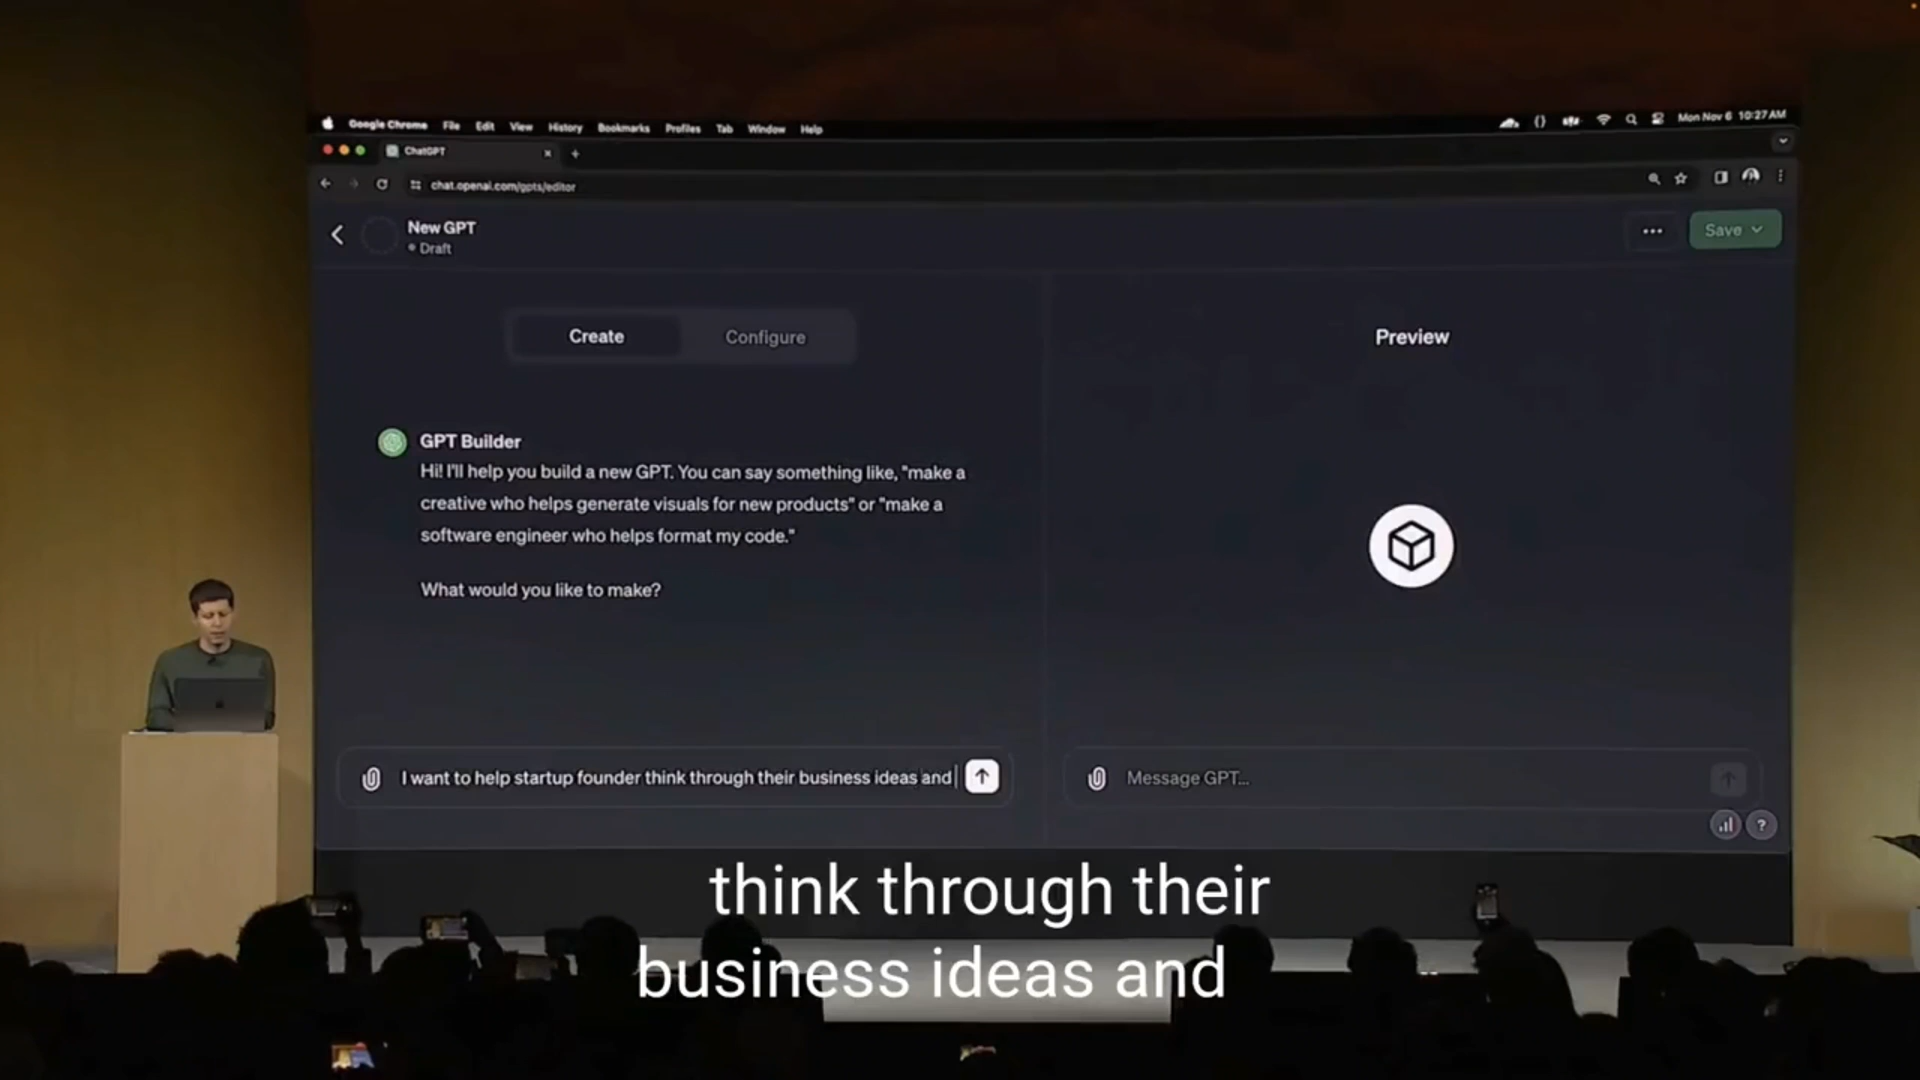 Google Chrome File Edit View History Bookmarks Profiles Tab Window Help Mon Nov 6 10:27 AM
ChatGPT
chat.openai.com/gpts/editor
New GPT
Draft
Save
Create Configure
Preview
GPT Builder
Hi! I'll help you build a new GPT. You can say something like, "make a
creative who helps generate visuals for new products" or "make a
software engineer who helps format my code."
What would you like to make?
I want to help startup founder think through their business ideas and
Message GPT...
?
think through their
business ideas and